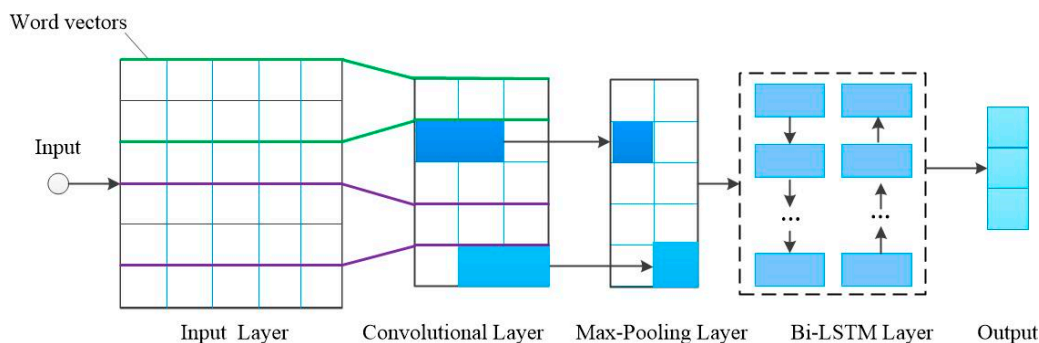 Word vectors
Input
...
...
Input Layer
Convolutional Layer
Max-Pooling Layer
Bi-LSTM Layer
Output